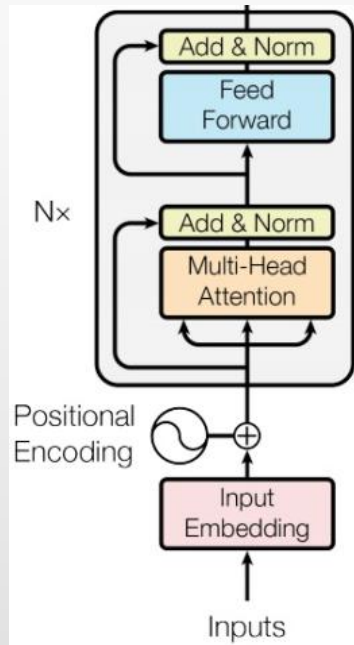 Add & Norm
Feed
Forward
N×
Add & Norm
Multi-Head
Attention
Positional
Encoding
Input
Embedding
Inputs